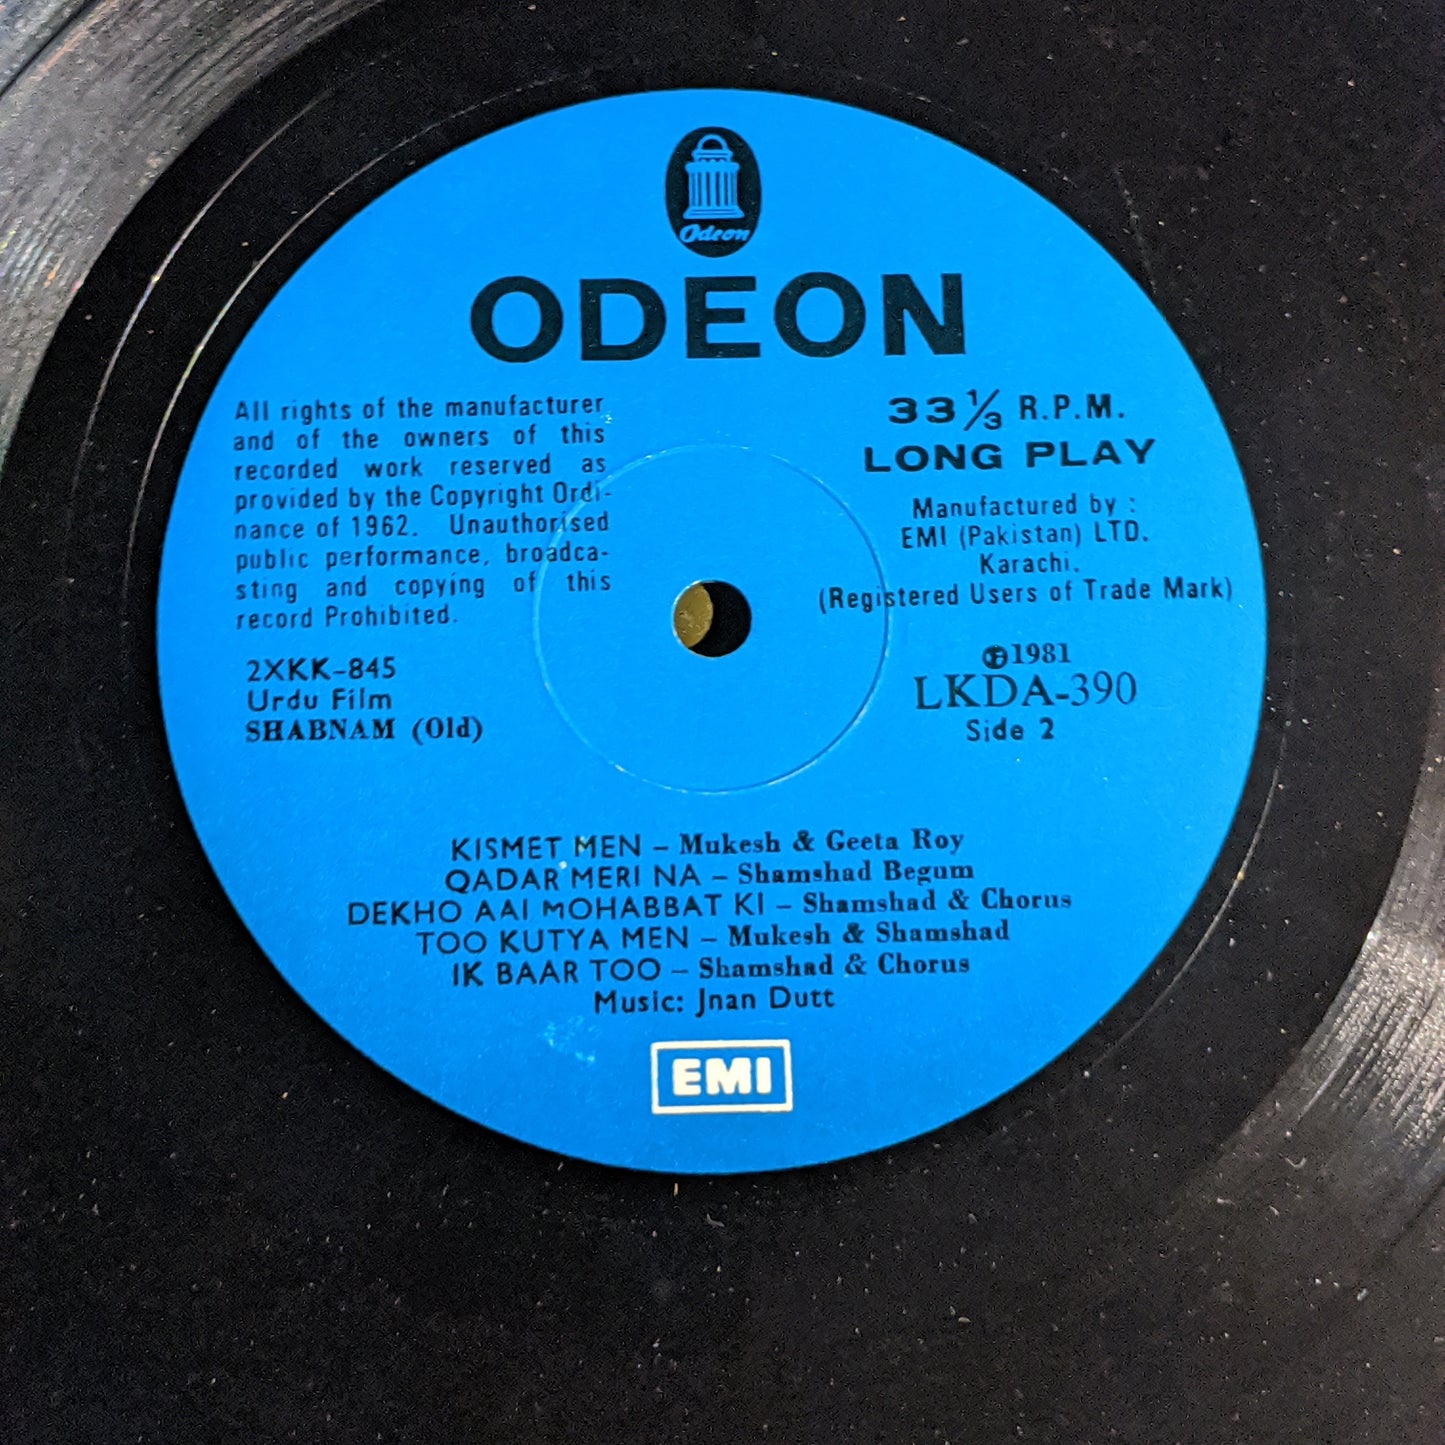 Odeon
ODEON
All rights of the manufacturer
and of the owners of this
recorded work reserved as
provided by the Copyright Ordi-
nance of 1962. Unauthorised
public performance, broadca-
sting and copying of this
record Prohibited.
33 1/3 R.P.M.
LONG PLAY
Manufactured by :
EMI (Pakistan) LTD.
Karachi.
(Registered Users of Trade Mark)
2XKK-845
Urdu Film
SHABNAM (Old)
℗1981
LKDA-390
Side 2
KISMET MEN – Mukesh & Geeta Roy
QADAR MERI NA – Shamshad Begum
DEKHO AAI MOHABBAT KI – Shamshad & Chorus
TOO KUTYA MEN – Mukesh & Shamshad
IK BAAR TOO – Shamshad & Chorus
Music: Jnan Dutt
EMI